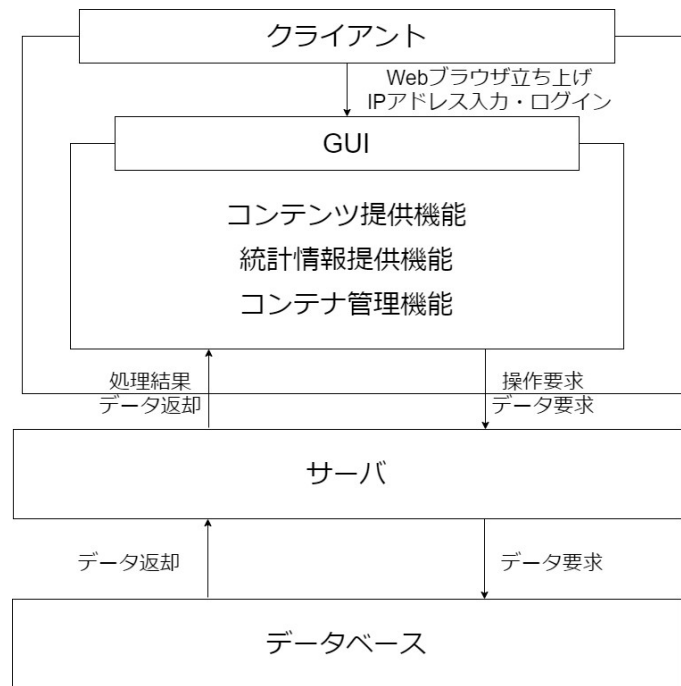 クライアント
Webブラウザ立ち上げ
IPアドレス入力・ログイン
GUI
コンテンツ提供機能
統計情報提供機能
コンテナ管理機能
処理結果
データ返却
操作要求
データ要求
サーバ
データ返却
データ要求
データベース